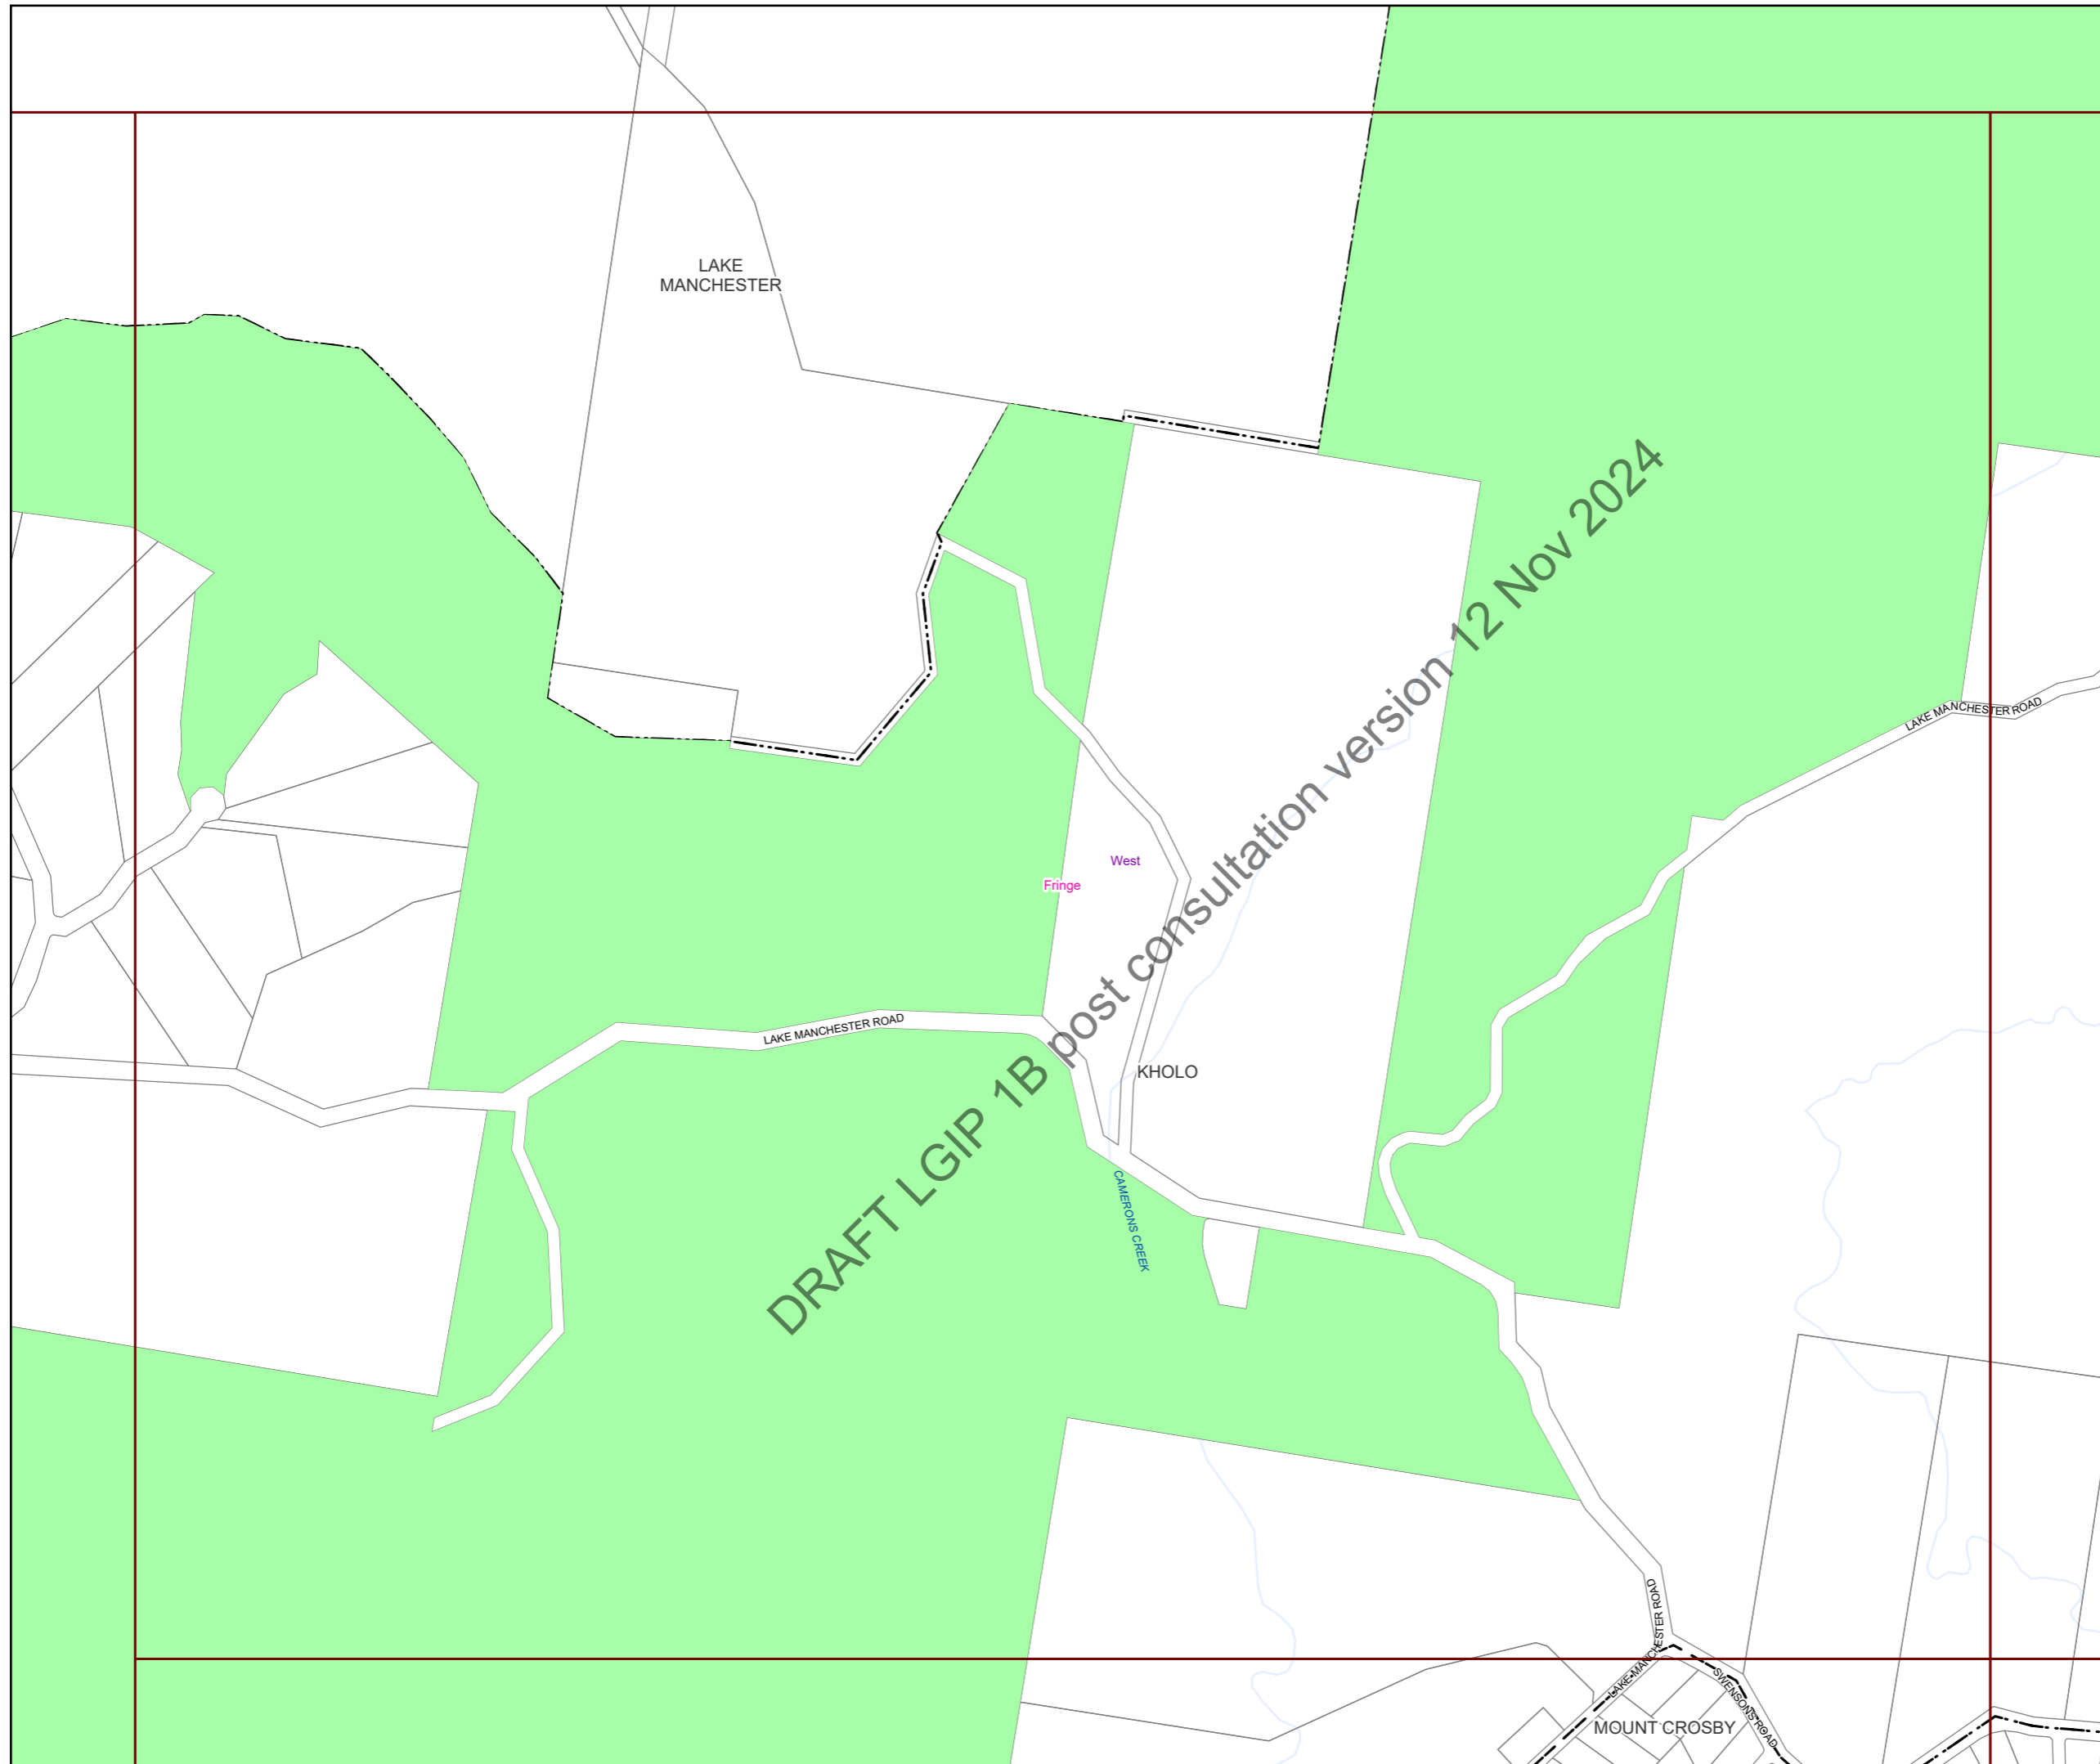 LAKE
MANCHESTER
LAKE MANCHESTER ROAD
West
Fringe
LAKE MANCHESTER ROAD
KHOLO
CAMERONS CREEK
DRAFT LGIP 1B post consultation version 12 Nov 2024
LAKE MANCHESTER ROAD
LAKE MANCHESTER ROAD
SWENSONS ROAD
MOUNT CROSBY